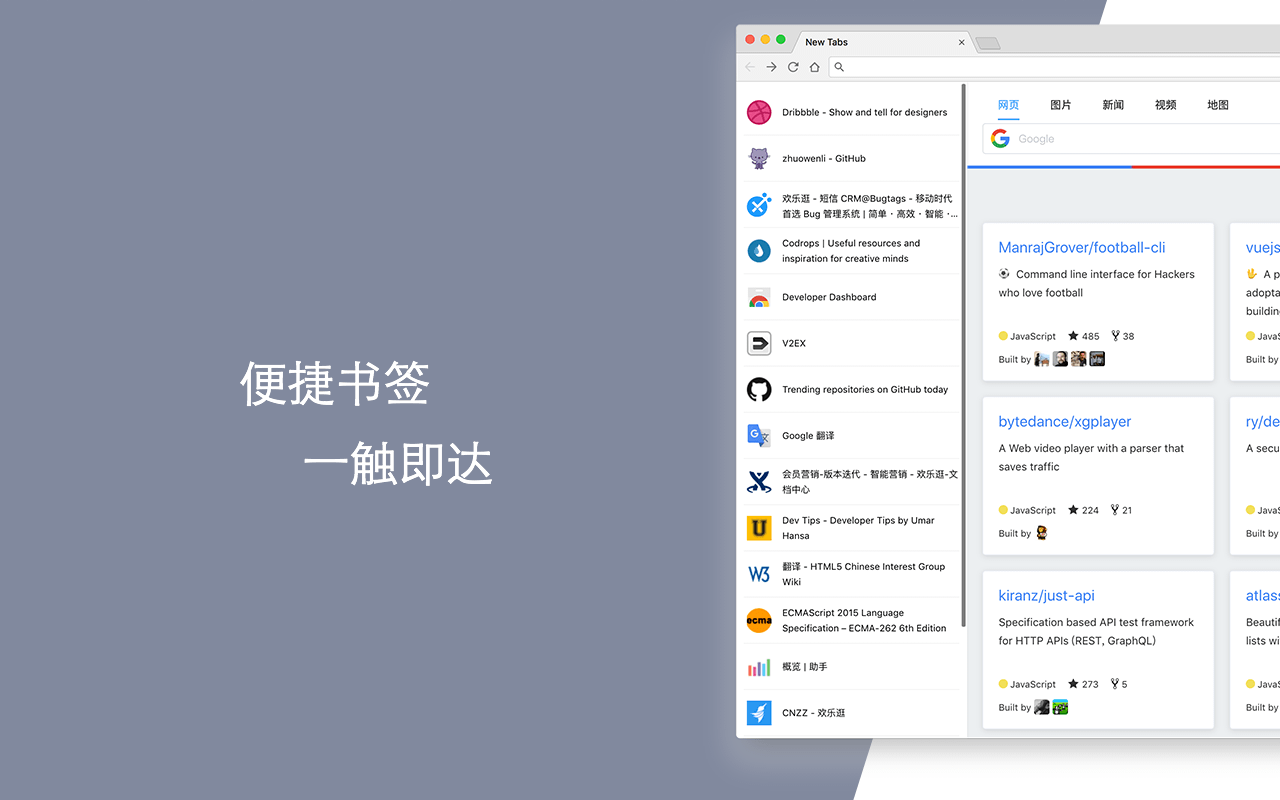 便捷书签
一触即达
New Tabs
Dribbble - Show and tell for designers
zhuowenli - GitHub
欢乐逛 - 短信 CRM@Bugtags - 移动时代
首选 Bug 管理系统 | 简单 · 高效 · 智能 ·...
Codrops | Useful resources and
inspiration for creative minds
Developer Dashboard
V2EX
Trending repositories on GitHub today
Google 翻译
会员营销-版本迭代 - 智能营销 - 欢乐逛-文
档中心
Dev Tips - Developer Tips by Umar
Hansa
翻译 - HTML5 Chinese Interest Group
Wiki
ECMAScript 2015 Language
Specification – ECMA-262 6th Edition
概览 | 助手
CNZZ - 欢乐逛
U
W3
ecma
网页 图片 新闻 视频 地图
Google
ManrajGrover/football-cli
Command line interface for Hackers
who love football
JavaScript 485 38
Built by
bytedance/xgplayer
A Web video player with a parser that
saves traffic
JavaScript 224 21
Built by
kiranz/just-api
Specification based API test framework
for HTTP APIs (REST, GraphQL)
JavaScript 273 5
Built by
vuejs
A p
adopta
building
JavaS
Built by
ry/de
A secu
JavaS
Built by
atlass
Beautif
lists wi
JavaS
Built by